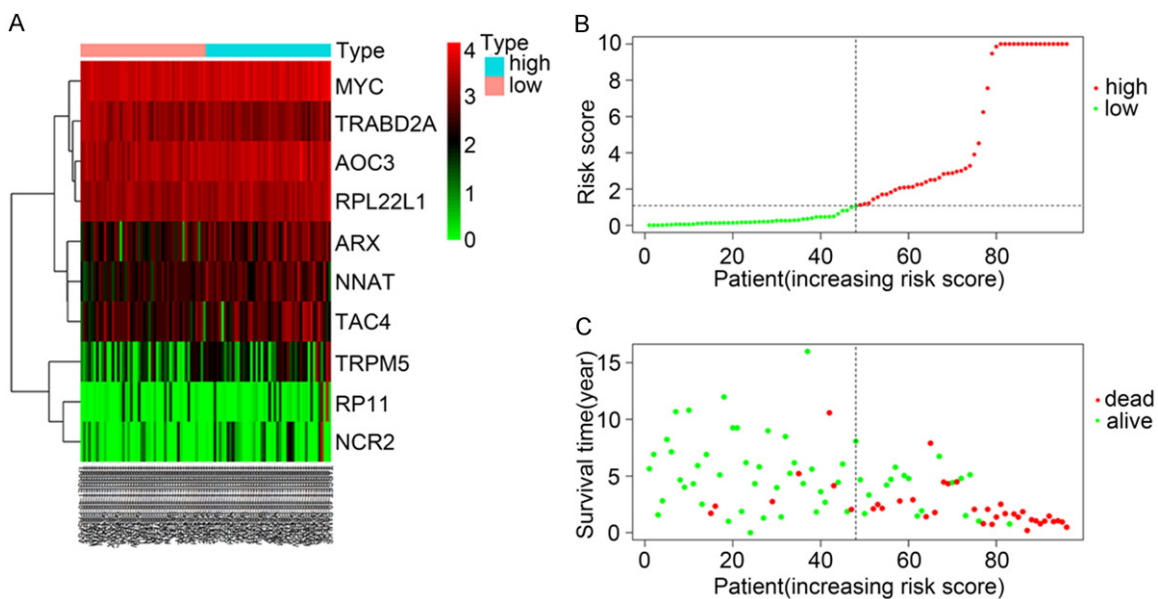 A
Type
MYC
TRABD2A
AOC3
RPL22L1
ARX
NNAT
TAC4
TRPM5
RP11
NCR2
4
3
2
1
0
Type
high
low
B
Risk score
10
8
6
4
2
0
0 20 40 60 80
Patient(increasing risk score)
high
low
C
Survival time(year)
15
10
5
0
0 20 40 60 80
Patient(increasing risk score)
dead
alive